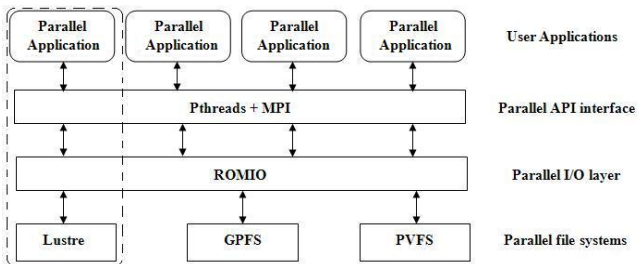 Parallel
Application
Parallel
Application
Parallel
Application
Parallel
Application
User Applications
Pthreads + MPI
Parallel API interface
ROMIO
Parallel I/O layer
Lustre
GPFS
PVFS
Parallel file systems